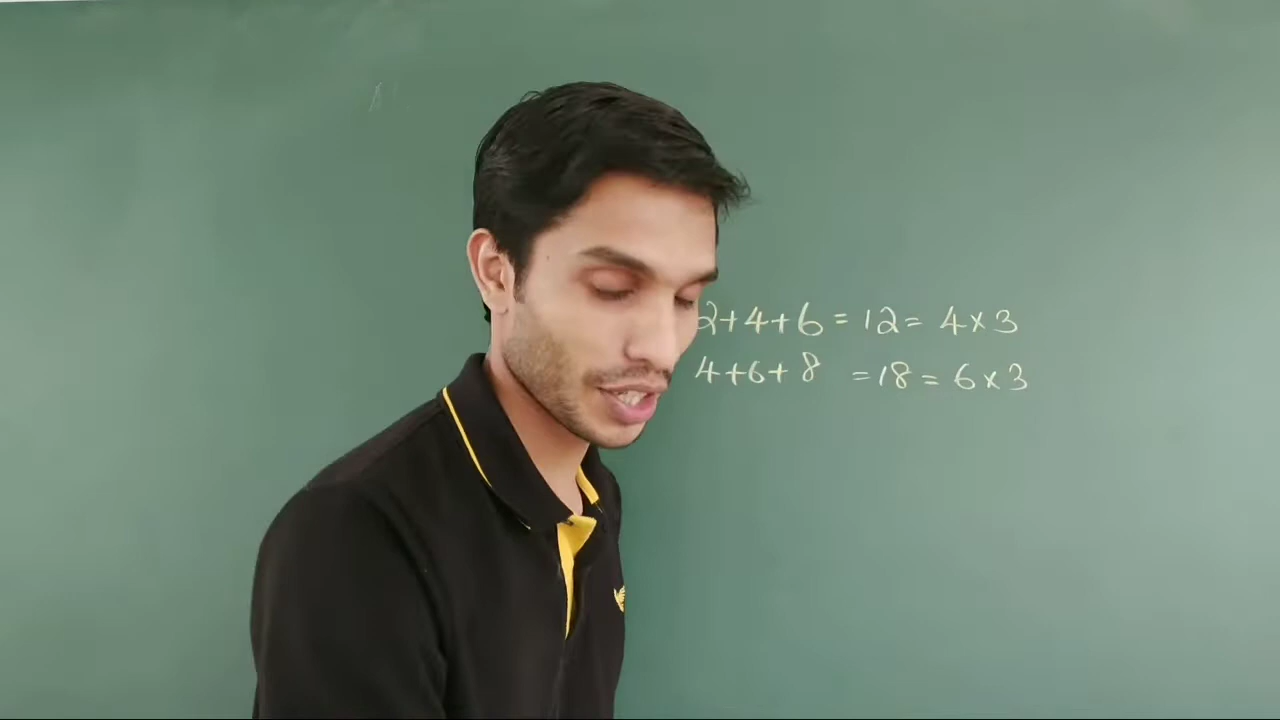 2+4+6 = 12 = 4×3
4+6+8 = 18 = 6×3